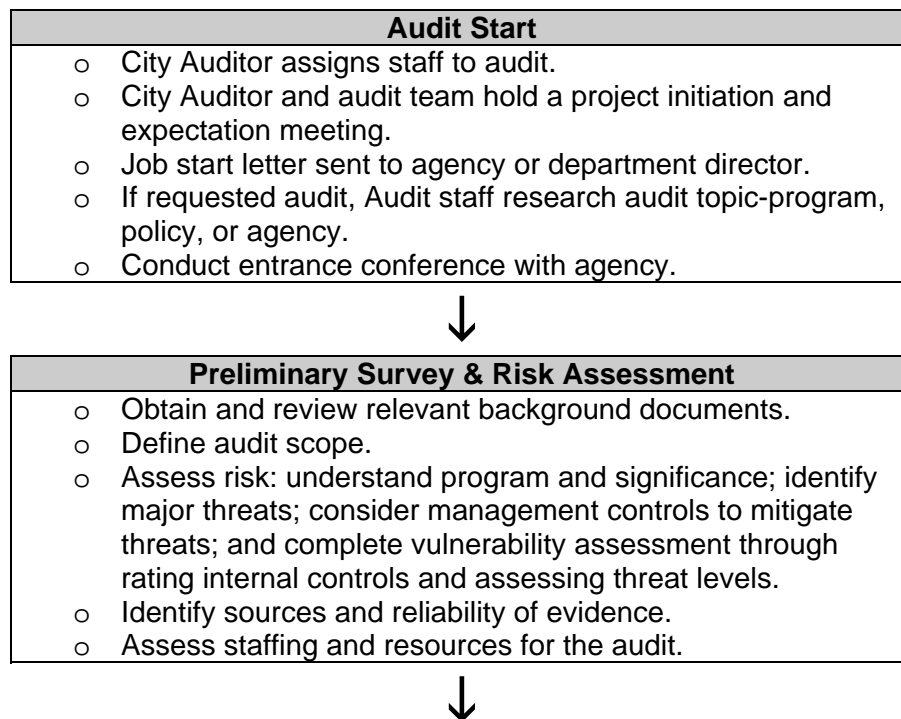 Audit Start
o City Auditor assigns staff to audit.
o City Auditor and audit team hold a project initiation and
expectation meeting.
o Job start letter sent to agency or department director.
o If requested audit, Audit staff research audit topic-program,
policy, or agency.
o Conduct entrance conference with agency.
↓
Preliminary Survey & Risk Assessment
o Obtain and review relevant background documents.
o Define audit scope.
o Assess risk: understand program and significance; identify
major threats; consider management controls to mitigate
threats; and complete vulnerability assessment through
rating internal controls and assessing threat levels.
o Identify sources and reliability of evidence.
o Assess staffing and resources for the audit.
↓